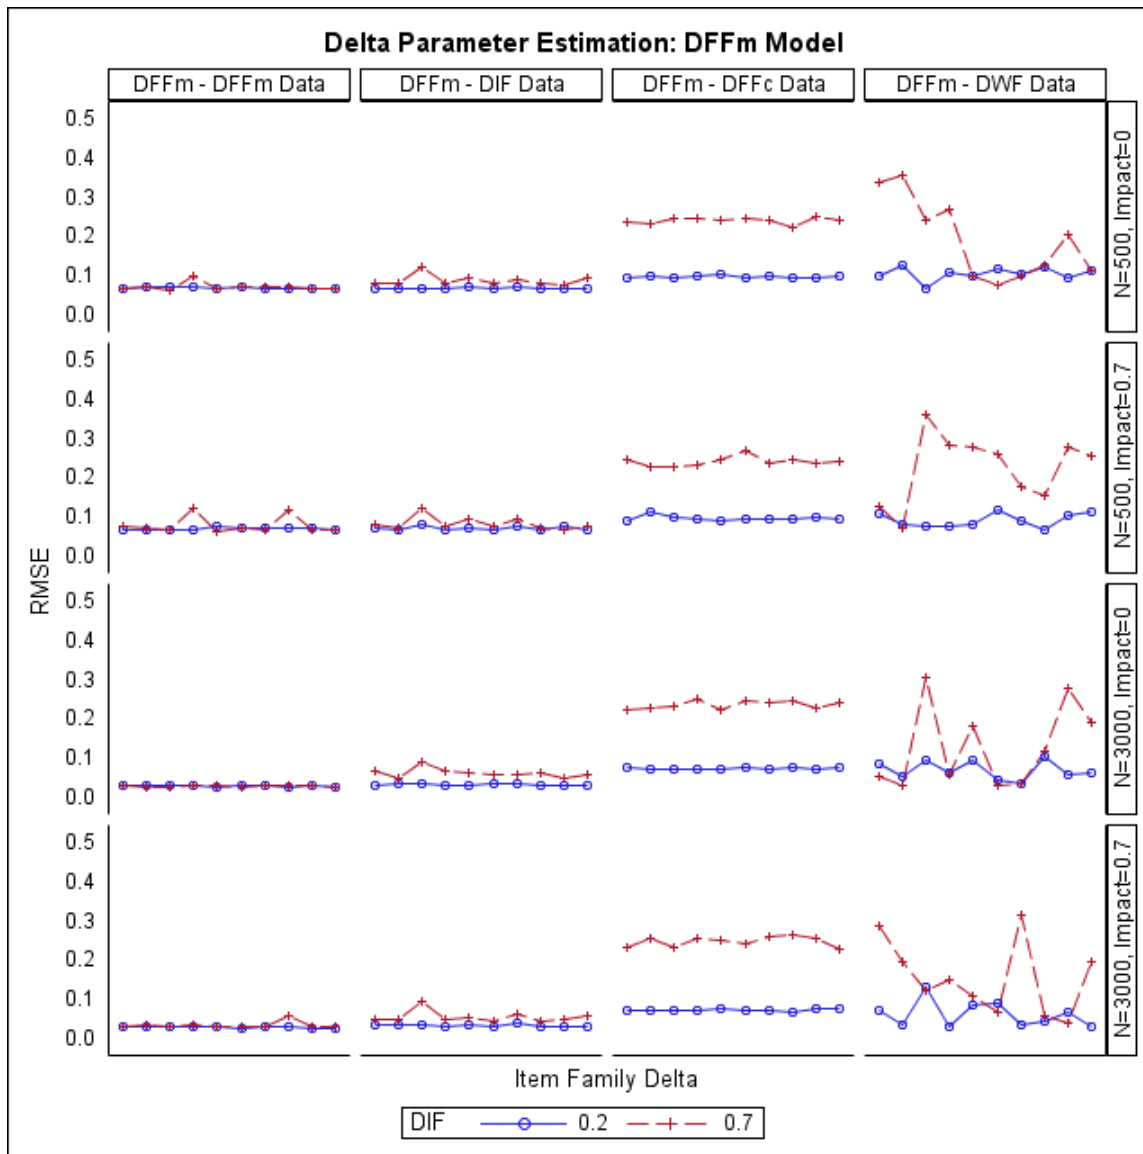 Delta Parameter Estimation: DFFm Model
DFFm - DFFm Data
DFFm - DIF Data
DFFm - DFFc Data
DFFm - DWF Data
0.5
0.4
0.3
0.2
0.1
0.0
N=500, Impact=0
0.5
0.4
0.3
0.2
0.1
0.0
N=500, Impact=0.7
RMSE
0.5
0.4
0.3
0.2
0.1
0.0
N=3000, Impact=0
0.5
0.4
0.3
0.2
0.1
0.0
N=3000, Impact=0.7
Item Family Delta
DIF 0.2 0.7